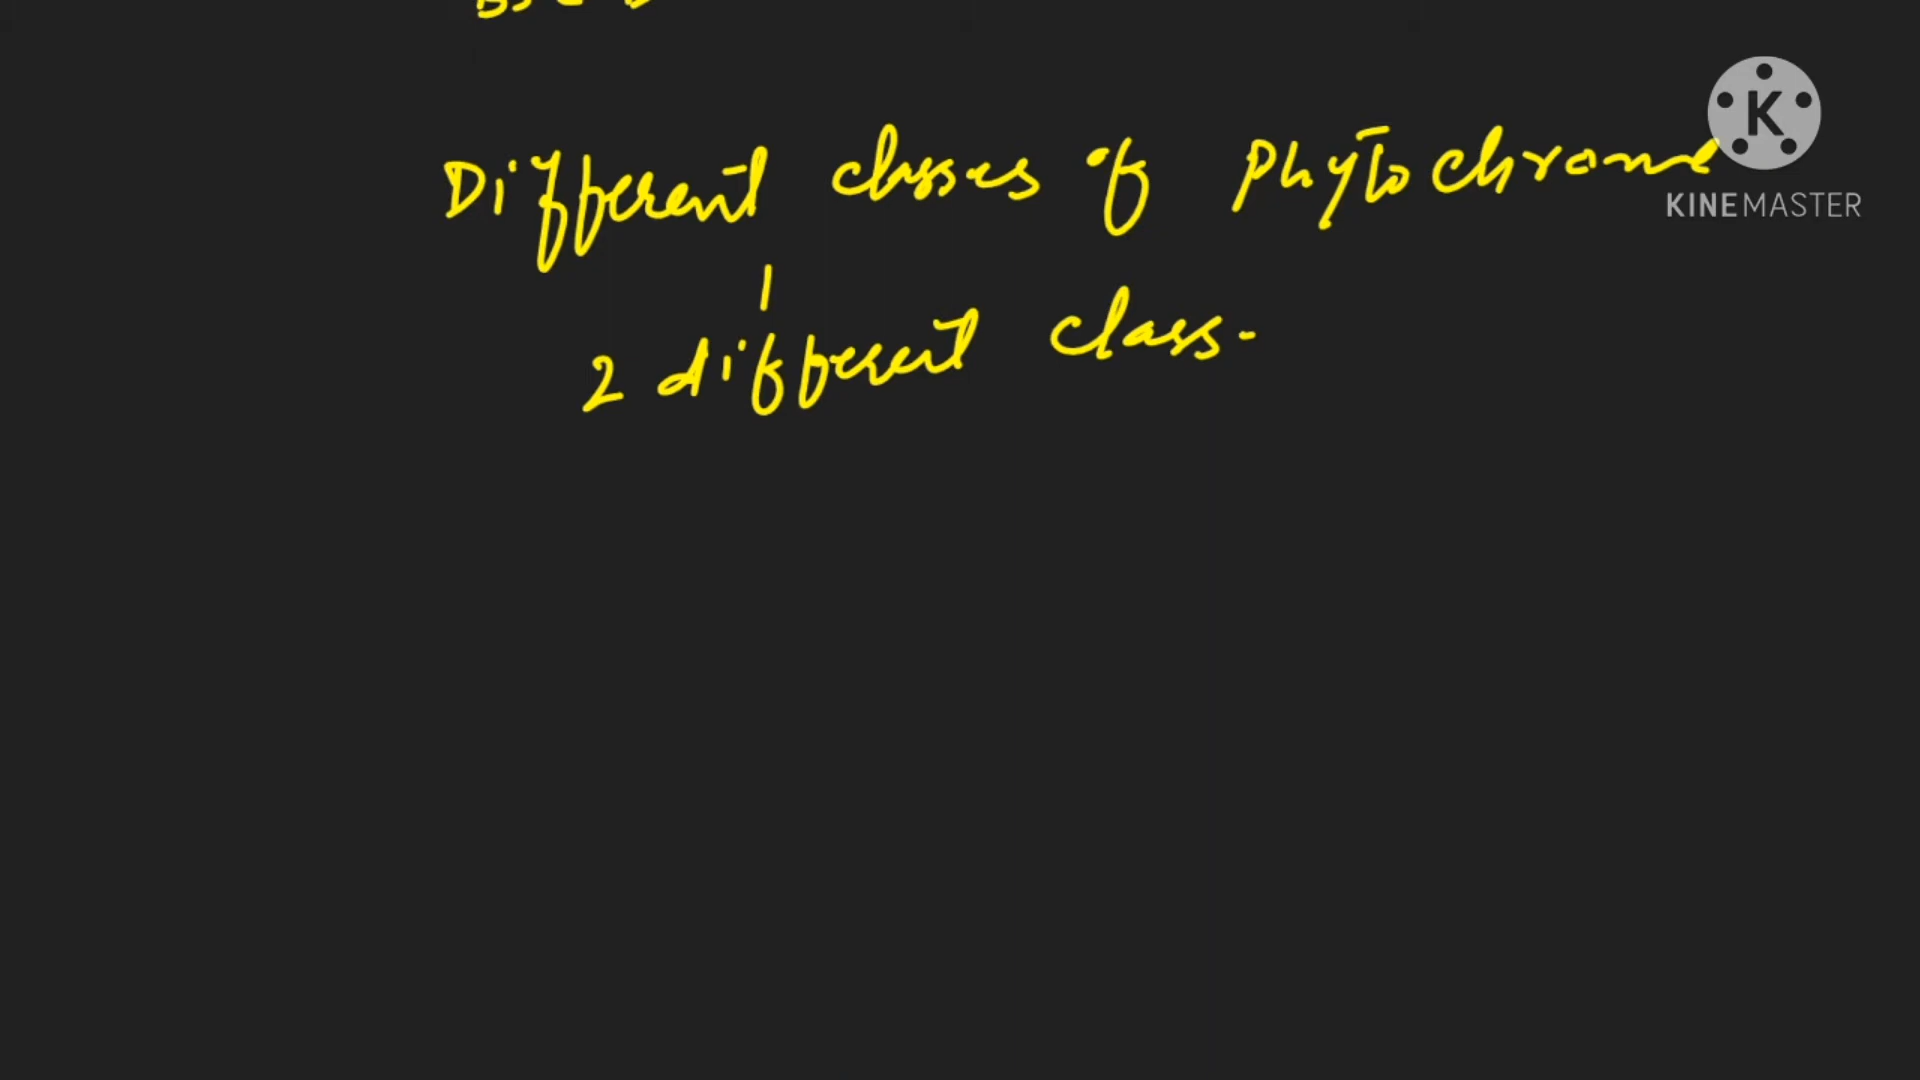 Different classes of Phytochrome
2 different class.
K
KINEMASTER